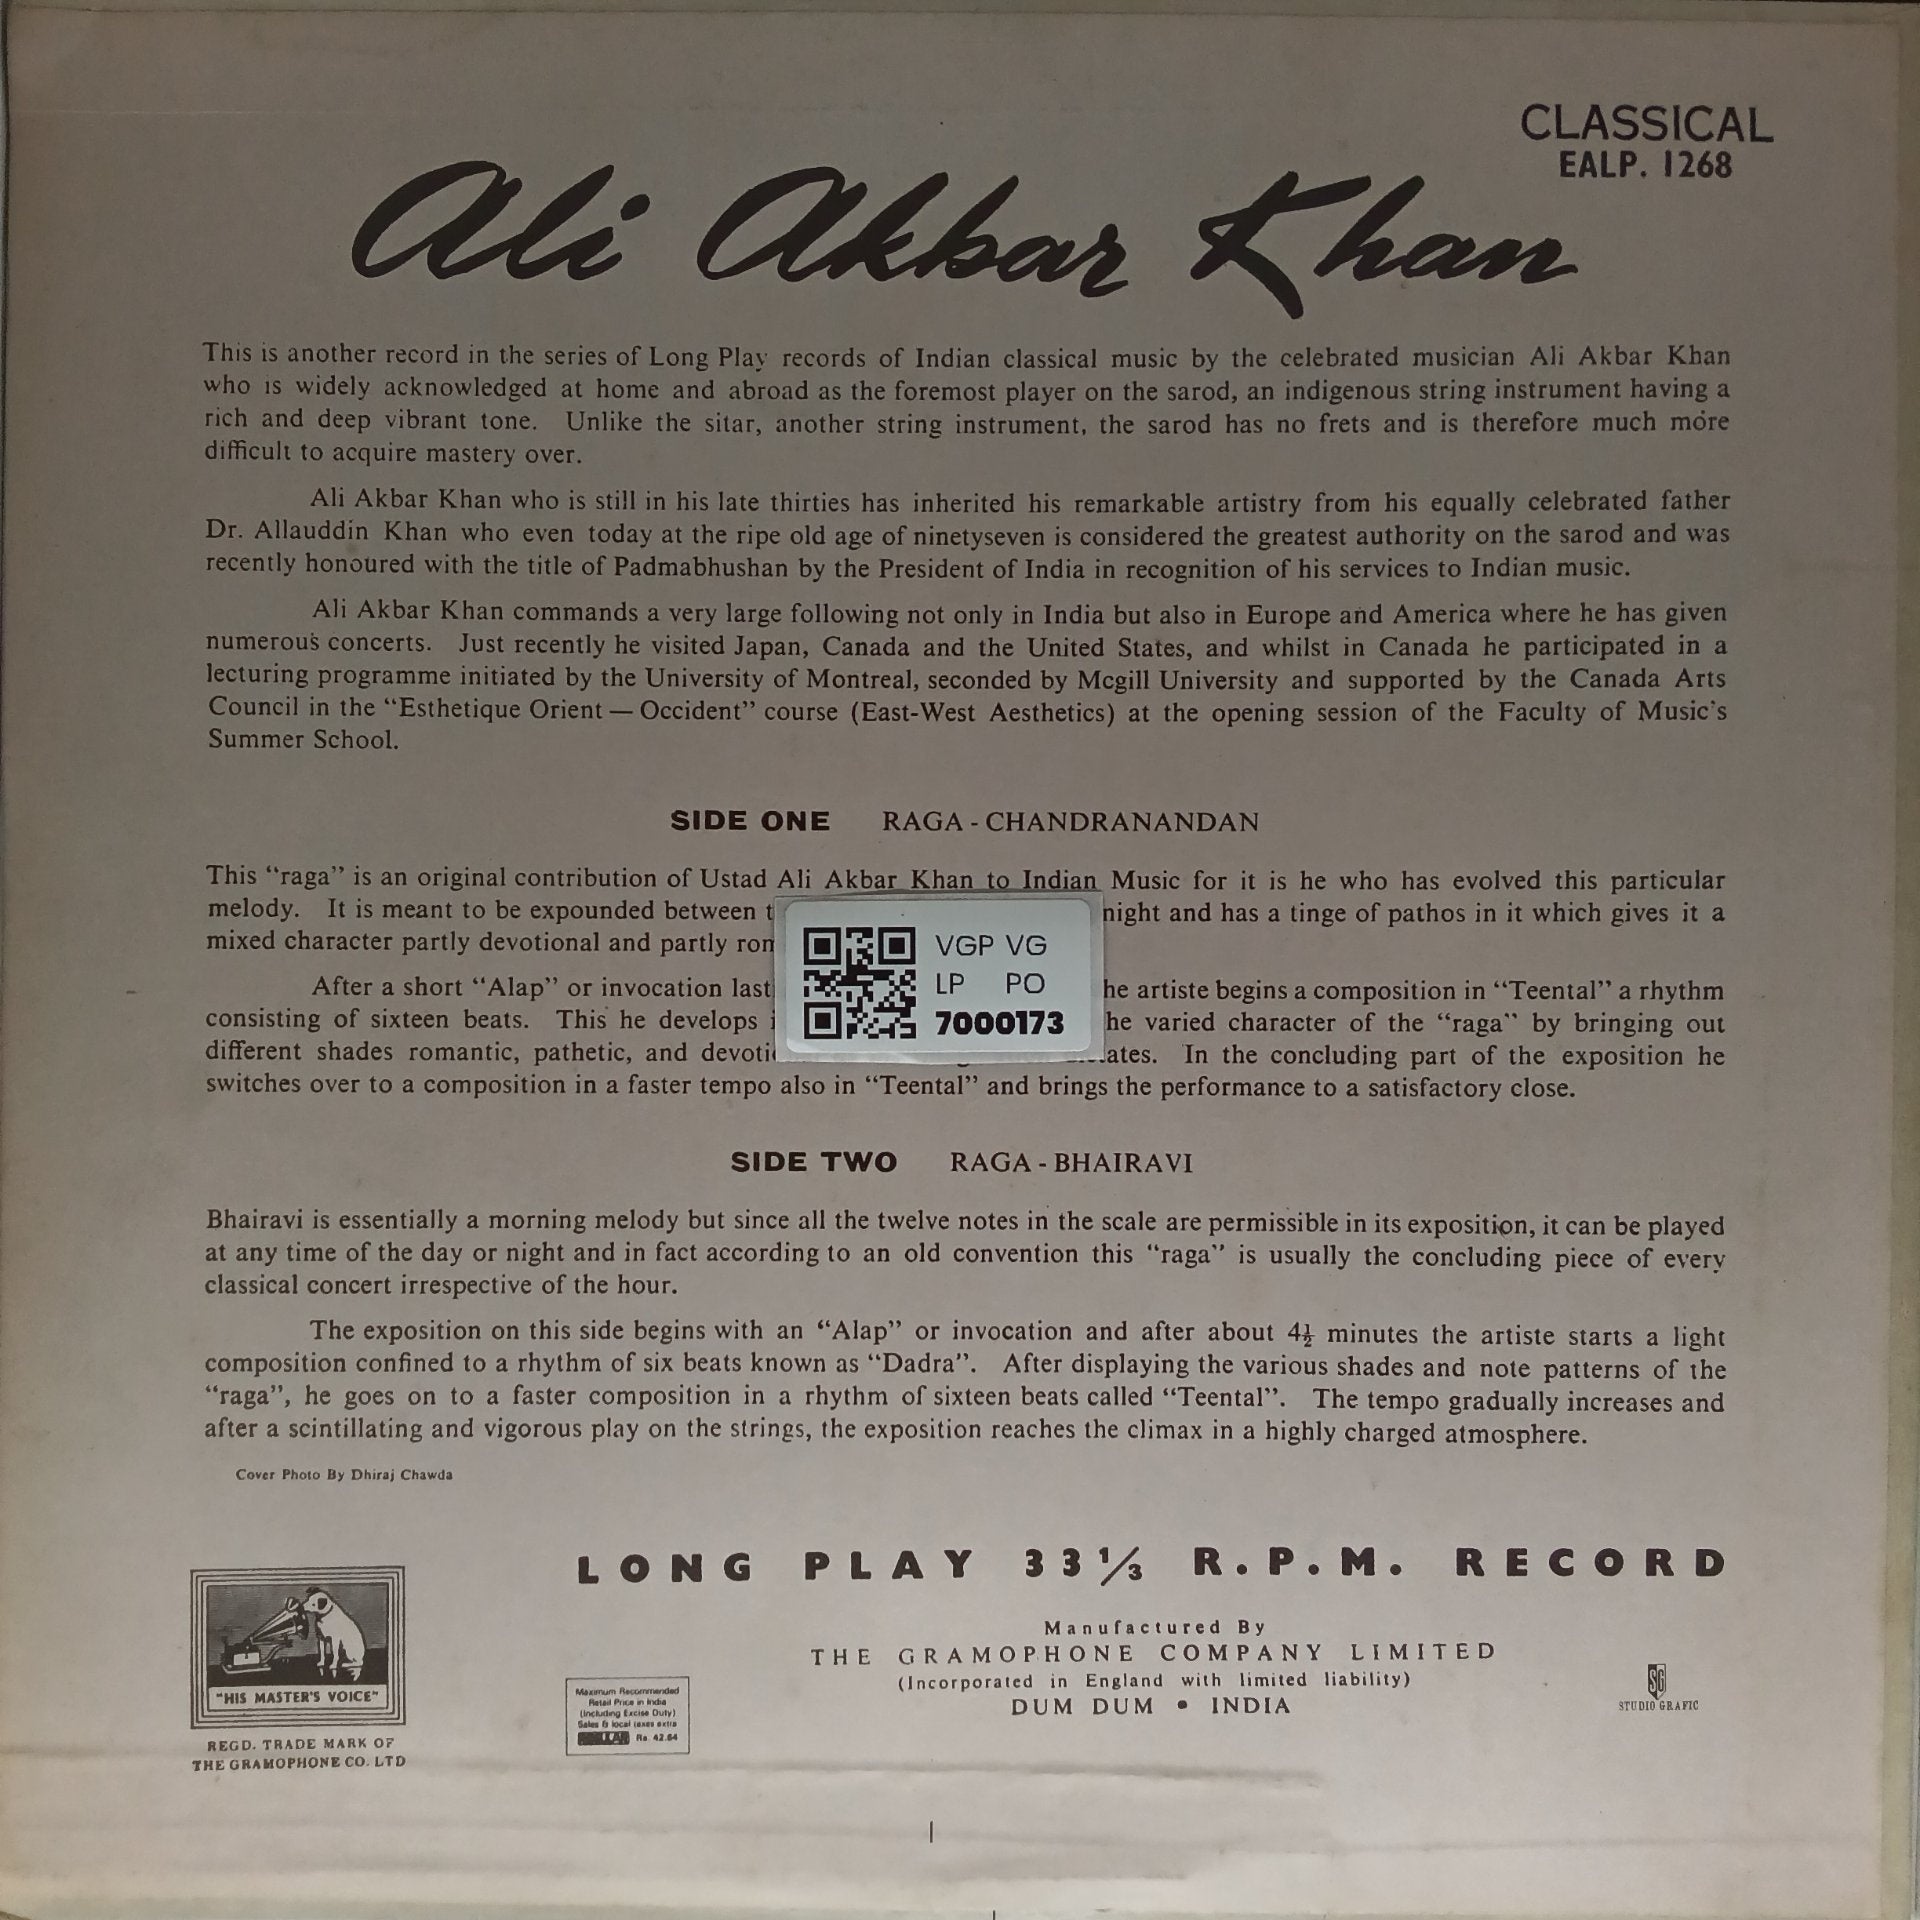 CLASSICAL
EALP. 1268
Ali Akbar Khan
This is another record in the series of Long Play records of Indian classical music by the celebrated musician Ali Akbar Khan
who is widely acknowledged at home and abroad as the foremost player on the sarod, an indigenous string instrument having a
rich and deep vibrant tone. Unlike the sitar, another string instrument, the sarod has no frets and is therefore much more
difficult to acquire mastery over.
Ali Akbar Khan who is still in his late thirties has inherited his remarkable artistry from his equally celebrated father
Dr. Allauddin Khan who even today at the ripe old age of ninetyseven is considered the greatest authority on the sarod and was
recently honoured with the title of Padmabhushan by the President of India in recognition of his services to Indian music.
Ali Akbar Khan commands a very large following not only in India but also in Europe and America where he has given
numerous concerts. Just recently he visited Japan, Canada and the United States, and whilst in Canada he participated in a
lecturing programme initiated by the University of Montreal, seconded by Mcgill University and supported by the Canada Arts
Council in the "Esthetique Orient — Occident" course (East-West Aesthetics) at the opening session of the Faculty of Music's
Summer School.
SIDE ONE RAGA - CHANDRANANDAN
This "raga" is an original contribution of Ustad Ali Akbar Khan to Indian Music for it is he who has evolved this particular
melody. It is meant to be expounded between night and has a tinge of pathos in it which gives it a
mixed character partly devotional and partly
After a short "Alap" or invocation artiste begins a composition in "Teental" a rhythm
consisting of sixteen beats. This he develops varied character of the "raga" by bringing out
different shades romantic, pathetic, and In the concluding part of the exposition he
switches over to a composition in a faster tempo also in "Teental" and brings the performance to a satisfactory close.
VGP VG
LP PO
7000173
SIDE TWO RAGA - BHAIRAVI
Bhairavi is essentially a morning melody but since all the twelve notes in the scale are permissible in its exposition, it can be played
at any time of the day or night and in fact according to an old convention this "raga" is usually the concluding piece of every
classical concert irrespective of the hour.
The exposition on this side begins with an "Alap" or invocation and after about 4½ minutes the artiste starts a light
composition confined to a rhythm of six beats known as "Dadra". After displaying the various shades and note patterns of the
"raga", he goes on to a faster composition in a rhythm of sixteen beats called "Teental". The tempo gradually increases and
after a scintillating and vigorous play on the strings, the exposition reaches the climax in a highly charged atmosphere.
Cover Photo By Dhiraj Chawda
LONG PLAY 33⅓ R.P.M. RECORD
Manufactured By
THE GRAMOPHONE COMPANY LIMITED
(Incorporated in England with limited liability)
DUM DUM • INDIA
"HIS MASTER'S VOICE"
REGD. TRADE MARK OF
THE GRAMOPHONE CO. LTD
Maximum Recommended
Retail Price in India
(Including Excise Duty)
Sales & local taxes extra
Rs. 42.64
SG
STUDIO GRAFIC